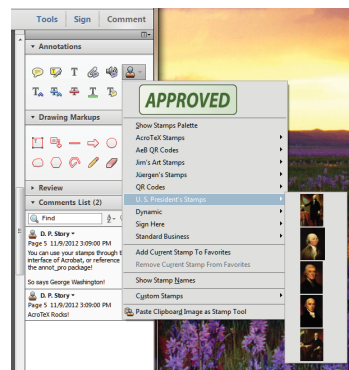 Tools Sign Comment
Annotations
T
T T T T T
APPROVED
Show Stamps Palette
AcroTeX Stamps
AeB QR Codes
Jim's Art Stamps
Jüergen's Stamps
QR Codes
U. S. President's Stamps
Dynamic
Sign Here
Standard Business
Add Current Stamp To Favorites
Remove Current Stamp From Favorites
Show Stamp Names
Custom Stamps
Paste Clipboard Image as Stamp Tool
Drawing Markups
T
Review
Comments List (2)
Find
D. P. Story
Page 5 11/9/2012 3:09:00 PM
You can use your stamps through t
interface of Acrobat, or reference
the annot_pro package!
So says George Washington!
D. P. Story
Page 5 11/9/2012 3:09:00 PM
AcroTeX Rocks!